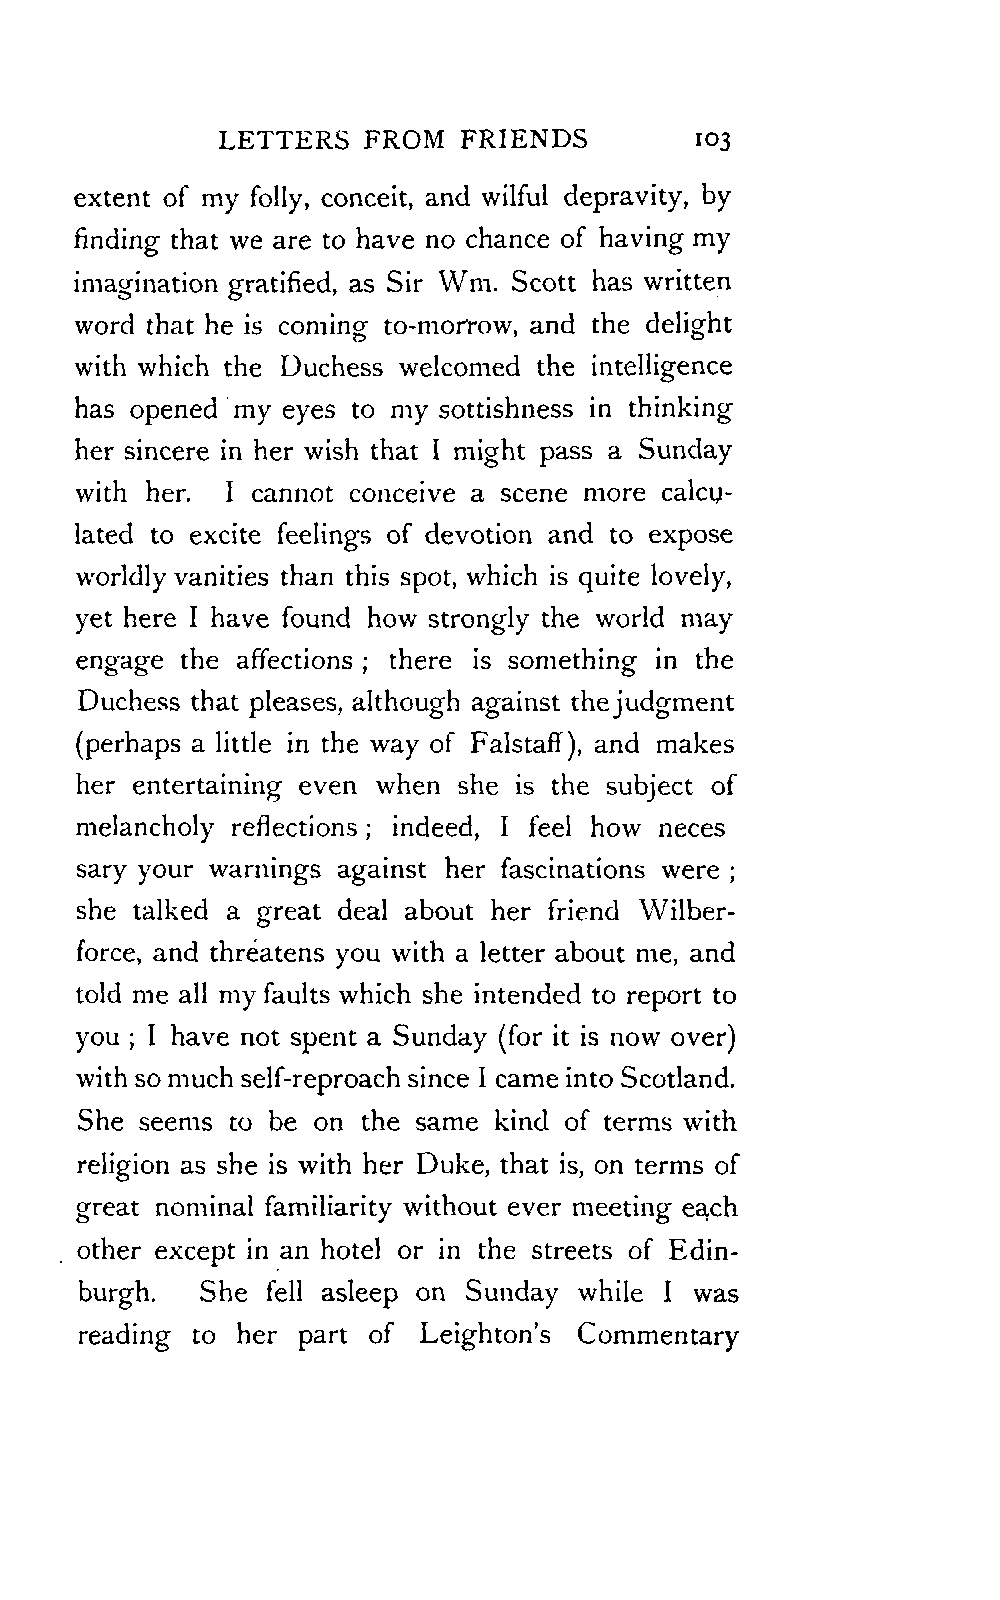 LETTERS FROM FRIENDS 103
extent of my folly, conceit, and wilful depravity, by
finding that we are to have no chance of having my
imagination gratified, as Sir Wm. Scott has written
word that he is coming to-morrow, and the delight
with which the Duchess welcomed the intelligence
has opened my eyes to my sottishness in thinking
her sincere in her wish that I might pass a Sunday
with her. I cannot conceive a scene more calcu-
lated to excite feelings of devotion and to expose
worldly vanities than this spot, which is quite lovely,
yet here I have found how strongly the world may
engage the affections ; there is something in the
Duchess that pleases, although against the judgment
(perhaps a little in the way of Falstaff), and makes
her entertaining even when she is the subject of
melancholy reflections ; indeed, I feel how neces
sary your warnings against her fascinations were ;
she talked a great deal about her friend Wilber-
force, and threatens you with a letter about me, and
told me all my faults which she intended to report to
you ; I have not spent a Sunday (for it is now over)
with so much self-reproach since I came into Scotland.
She seems to be on the same kind of terms with
religion as she is with her Duke, that is, on terms of
great nominal familiarity without ever meeting each
other except in an hotel or in the streets of Edin-
burgh. She fell asleep on Sunday while I was
reading to her part of Leighton's Commentary